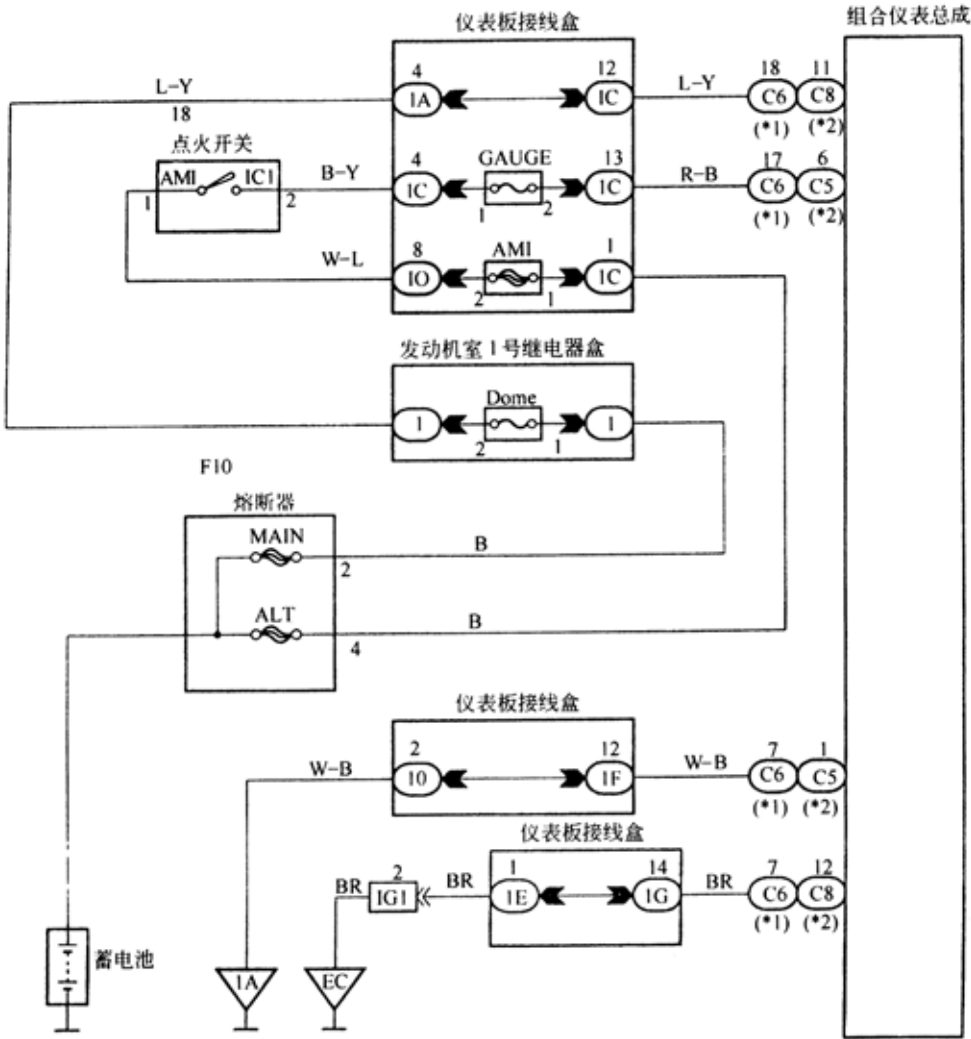 组合仪表总成
仪表板接线盒
4 12 18 11
L-Y 1A IC L-Y C6 C8
18 (*1) (*2)
点火开关
4 GAUGE 13 17 6
AMI IC1 B-Y IC 1C R-B C6 C5
1 2 1 2 (*1) (*2)
8 AMI 1
W-L IO 1C
2 1
发动机室1号继电器盒
Dome
1 1
2 1
F10
熔断器
MAIN B
2
ALT B
4
仪表板接线盒
2 12 7 1
W-B 10 1F W-B C6 C5
(*1) (*2)
仪表板接线盒
2 1 14 7 12
BR IG1 BR 1E 1G BR C6 C8
(*1) (*2)
蓄电池
1A EC